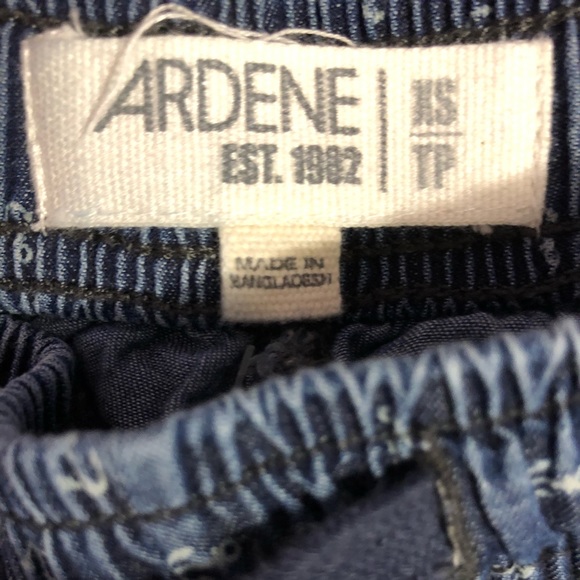 ARDENE
EST. 1982
XS
TP
MADE IN
BANGLADESH